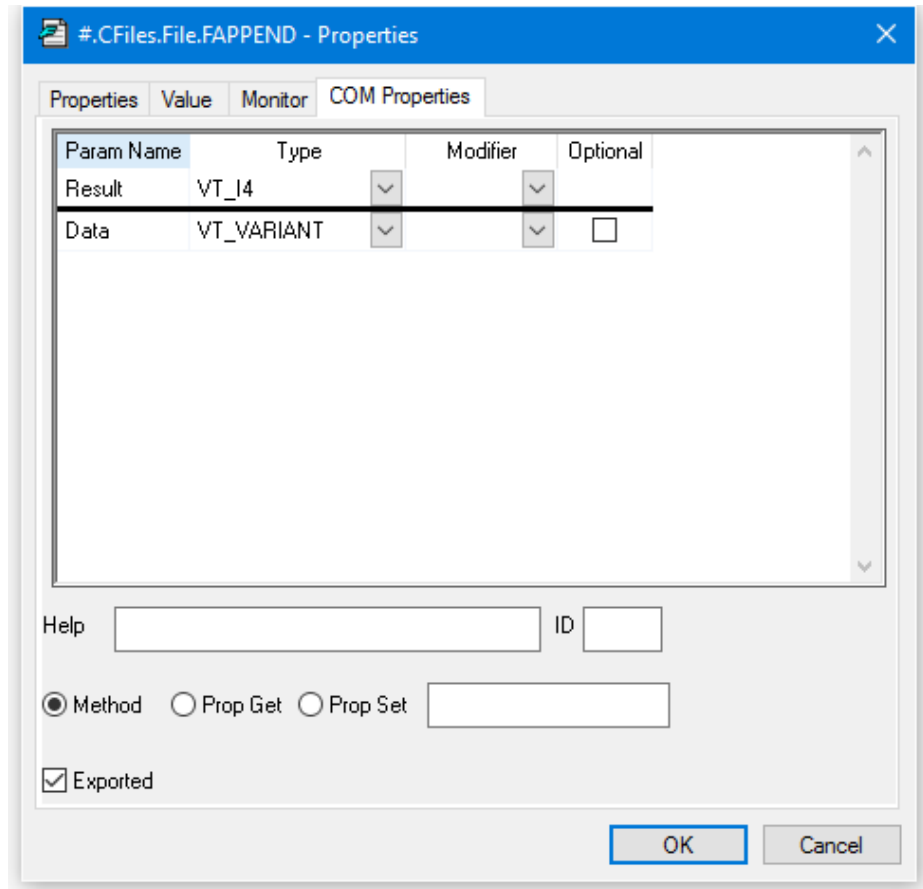 #.CFiles.File.FAPPEND - Properties
Properties Value Monitor COM Properties
Param Name Type Modifier Optional
Result VT_I4
Data VT_VARIANT
Help ID
Method Prop Get Prop Set
Exported
OK Cancel